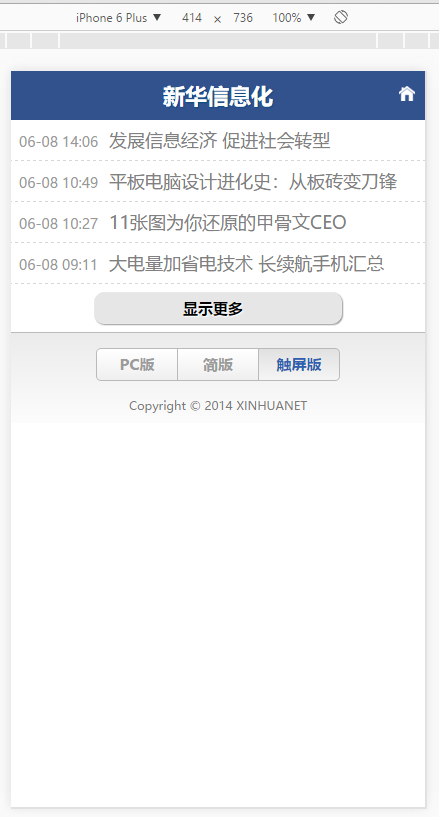 iPhone 6 Plus ▼ 414 × 736 100% ▼
新华信息化
06-08 14:06 发展信息经济 促进社会转型
06-08 10:49 平板电脑设计进化史：从板砖变刀锋
06-08 10:27 11张图为你还原的甲骨文CEO
06-08 09:11 大电量加省电技术 长续航手机汇总
显示更多
PC版 简版 触屏版
Copyright © 2014 XINHUANET